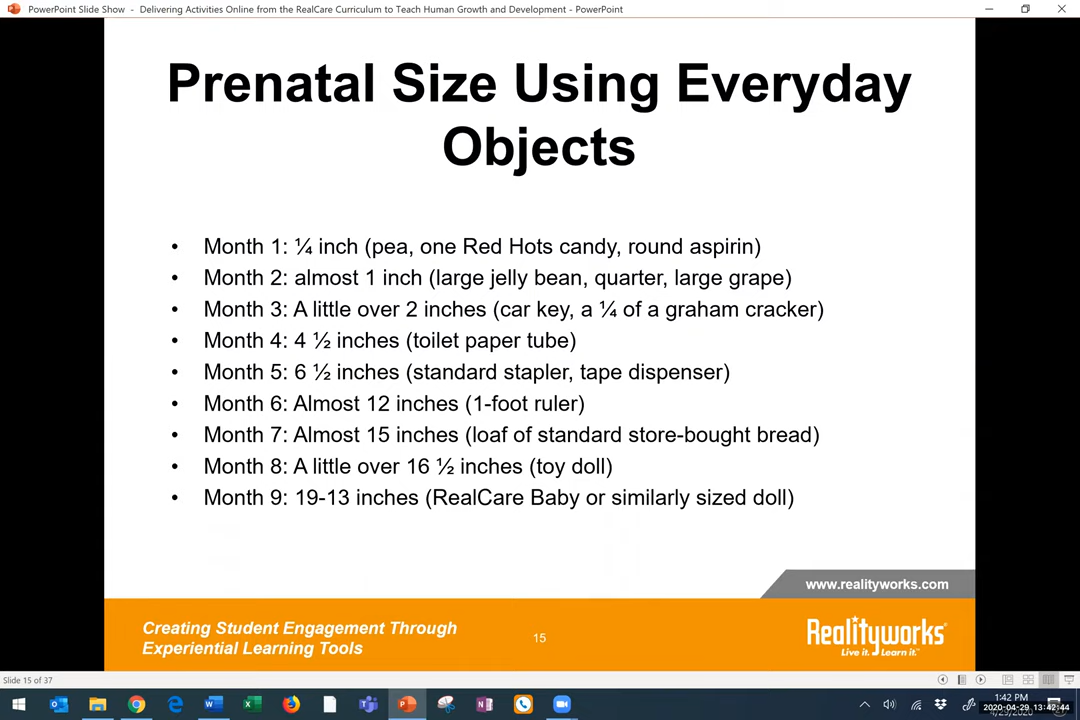 PowerPoint Slide Show - Delivering Activities Online from the RealCare Curriculum to Teach Human Growth and Development - PowerPoint
Prenatal Size Using Everyday
Objects
• Month 1: ¼ inch (pea, one Red Hots candy, round aspirin)
• Month 2: almost 1 inch (large jelly bean, quarter, large grape)
• Month 3: A little over 2 inches (car key, a ¼ of a graham cracker)
• Month 4: 4 ½ inches (toilet paper tube)
• Month 5: 6 ½ inches (standard stapler, tape dispenser)
• Month 6: Almost 12 inches (1-foot ruler)
• Month 7: Almost 15 inches (loaf of standard store-bought bread)
• Month 8: A little over 16 ½ inches (toy doll)
• Month 9: 19-13 inches (RealCare Baby or similarly sized doll)
www.realityworks.com
Creating Student Engagement Through
Experiential Learning Tools
15
Realityworks
Live it. Learn it.™
Slide 15 of 37
1:42 PM
2020-04-29 13:42:44